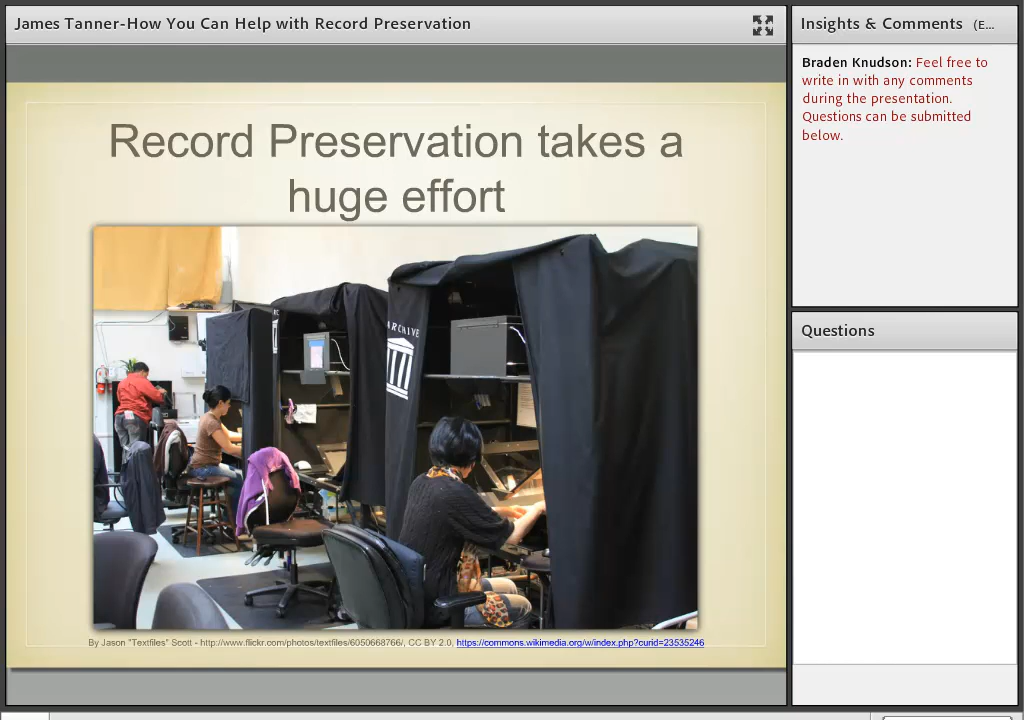 James Tanner-How You Can Help with Record Preservation
Insights & Comments (E...
Braden Knudson: Feel free to
write in with any comments
during the presentation.
Questions can be submitted
below.
Questions
Record Preservation takes a
huge effort
ARCHIVE
By Jason "Textfiles" Scott - http://www.flickr.com/photos/textfiles/6050668766/, CC BY 2.0, https://commons.wikimedia.org/w/index.php?curid=23535246